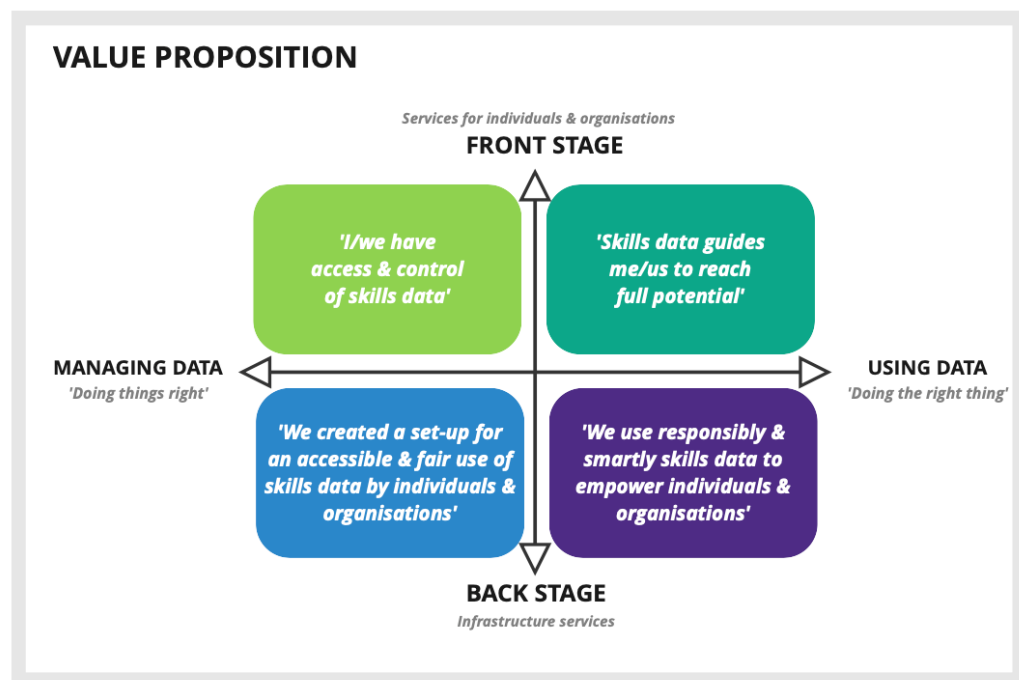 VALUE PROPOSITION
Services for individuals & organisations
FRONT STAGE
'I/we have
access & control
of skills data'
'Skills data guides
me/us to reach
full potential'
MANAGING DATA
'Doing things right'
USING DATA
'Doing the right thing'
'We created a set-up for
an accessible & fair use of
skills data by individuals &
organisations'
'We use responsibly &
smartly skills data to
empower individuals &
organisations'
BACK STAGE
Infrastructure services